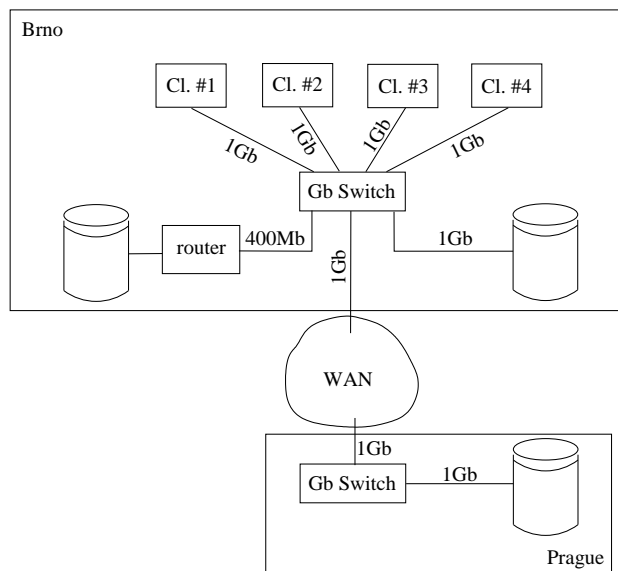 Brno
Cl. #1
Cl. #2
Cl. #3
Cl. #4
1Gb
1Gb
1Gb
1Gb
Gb Switch
router
400Mb
1Gb
1Gb
WAN
1Gb
Gb Switch
1Gb
Prague